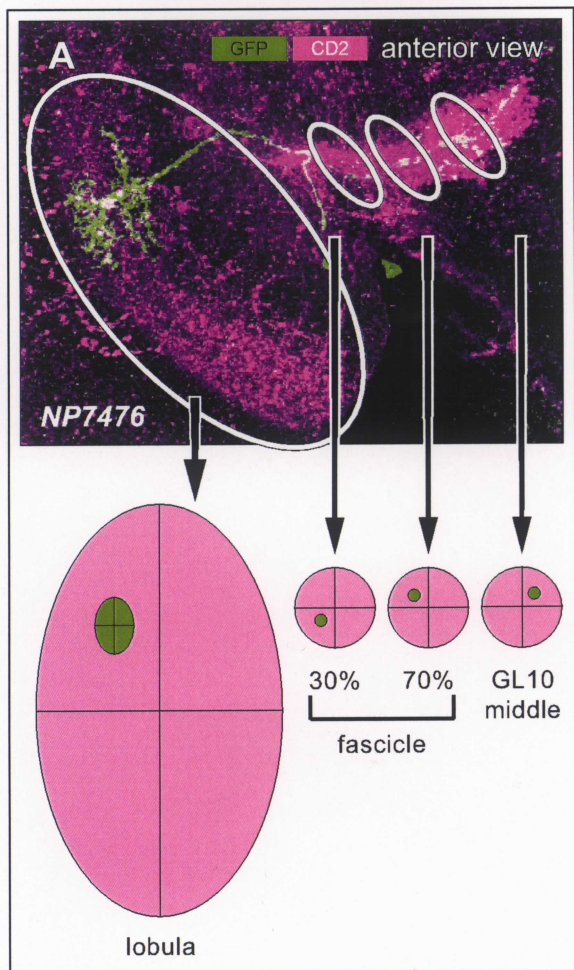 A GFP CD2 anterior view
NP7476
30% 70% GL10
middle
fascicle
lobula